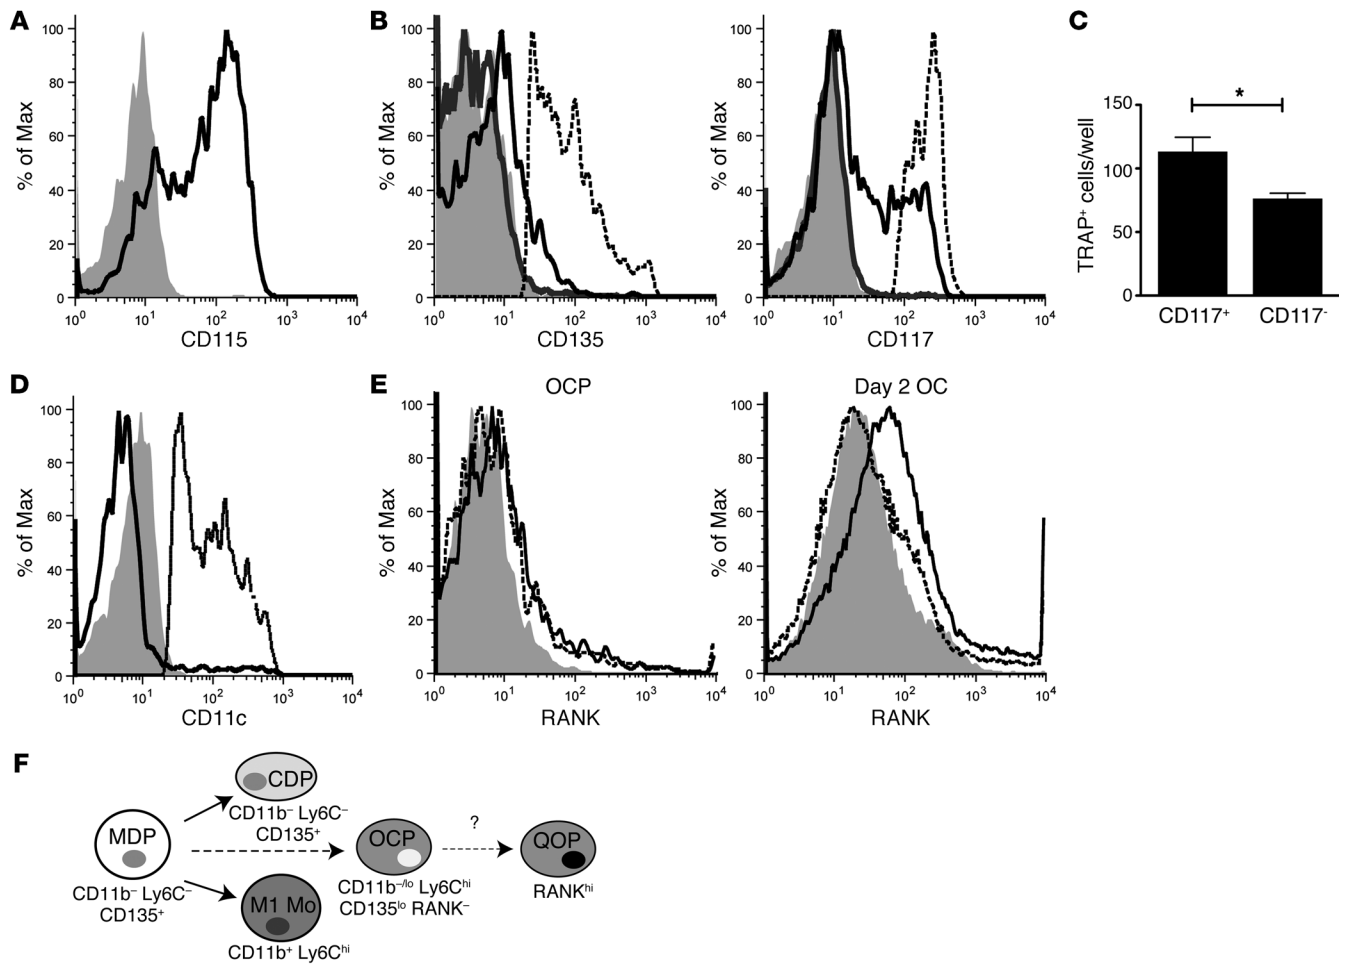 A
100
80
60
40
20
0
% of Max
10⁰ 10¹ 10² 10³ 10⁴
CD115
B
100
80
60
40
20
0
% of Max
10⁰ 10¹ 10² 10³ 10⁴
CD135
100
80
60
40
20
0
% of Max
10⁰ 10¹ 10² 10³ 10⁴
CD117
C
150
100
50
0
TRAP⁺ cells/well
*
CD117⁺ CD117⁻
D
100
80
60
40
20
0
% of Max
10⁰ 10¹ 10² 10³ 10⁴
CD11c
E
OCP
100
80
60
40
20
0
% of Max
10⁰ 10¹ 10² 10³ 10⁴
RANK
Day 2 OC
100
80
60
40
20
0
% of Max
10⁰ 10¹ 10² 10³ 10⁴
RANK
F
MDP
CD11b⁻ Ly6C⁻
CD135⁺
CDP
CD11b⁻ Ly6C⁻
CD135⁺
M1 Mo
CD11b⁺ Ly6Cʰⁱ
OCP
CD11b⁻/ˡᵒ Ly6Cʰⁱ
CD135ˡᵒ RANK⁻
?
QOP
RANKʰⁱ